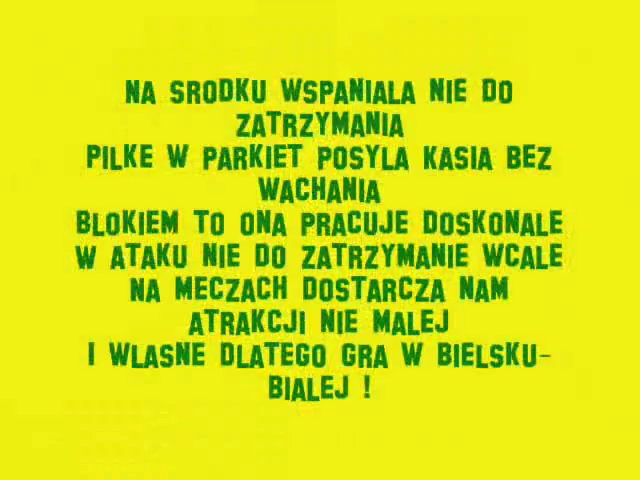 NA SRODKU WSPANIALA NIE DO
ZATRZYMANIA
PILKE W PARKIET POSYLA KASIA BEZ
WACHANIA
BLOKIEM TO ONA PRACUJE DOSKONALE
W ATAKU NIE DO ZATRZYMANIE WCALE
NA MECZACH DOSTARCZA NAM
ATRAKCJI NIE MALEJ
I WLASNE DLATEGO GRA W BIELSKU-
BIALEJ !